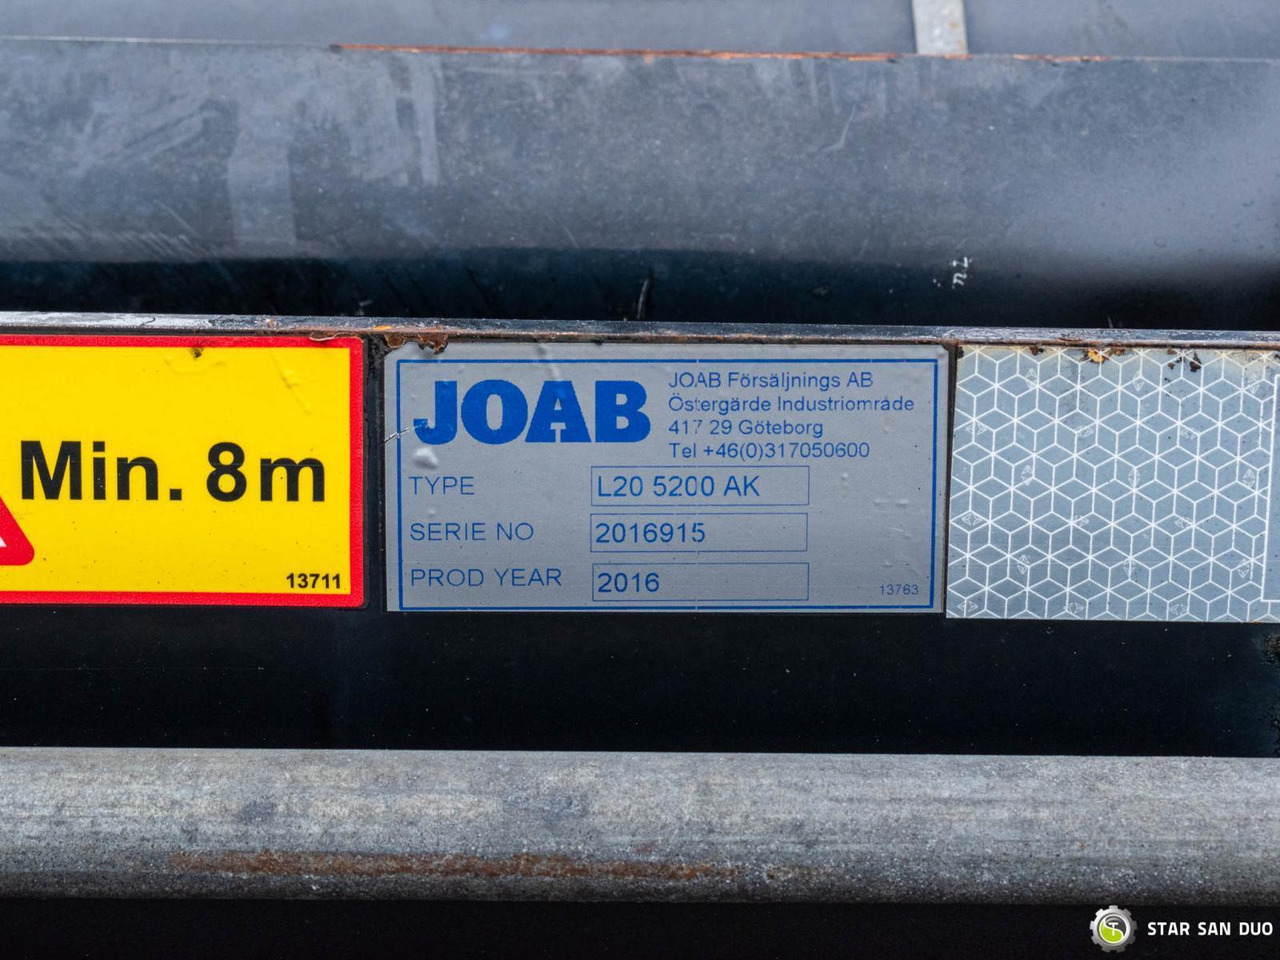 Min. 8m
13711
JOAB
JOAB Försäljnings AB
Östergärde Industriområde
417 29 Göteborg
Tel +46(0)317050600
TYPE L20 5200 AK
SERIE NO 2016915
PROD YEAR 2016
13763
STAR SAN DUO